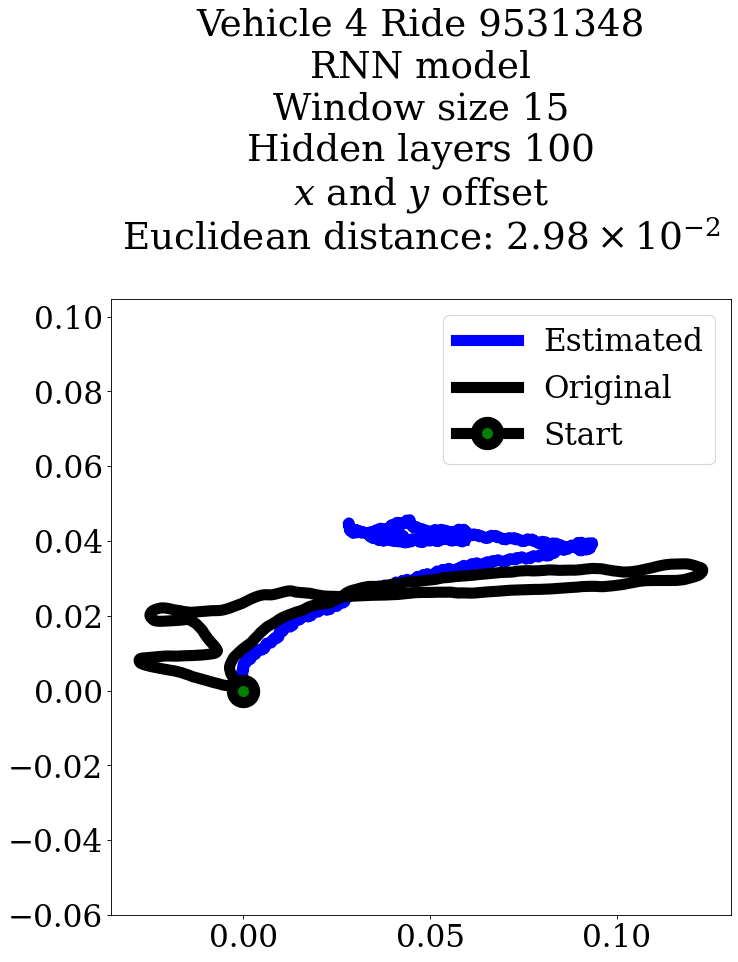 Vehicle 4 Ride 9531348
RNN model
Window size 15
Hidden layers 100
x and y offset
Euclidean distance: 2.98 × 10⁻²
Estimated
Original
Start
0.10
0.08
0.06
0.04
0.02
0.00
−0.02
−0.04
−0.06
0.00 0.05 0.10